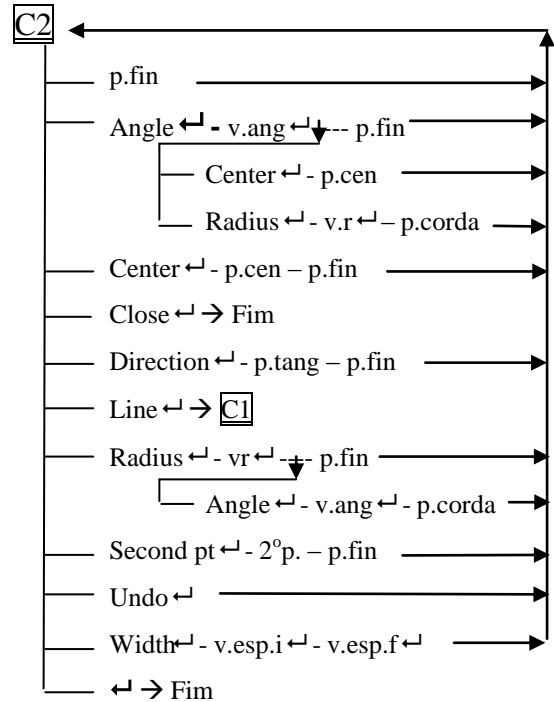 C2
p.fin
Angle ↵ - v.ang ↵ ---- p.fin
Center ↵ - p.cen
Radius ↵ - v.r ↵ – p.corda
Center ↵ - p.cen – p.fin
Close ↵ → Fim
Direction ↵ - p.tang – p.fin
Line ↵ → C1
Radius ↵ - vr ↵ ---- p.fin
Angle ↵ - v.ang ↵ - p.corda
Second pt ↵ - 2ºp. – p.fin
Undo ↵
Width↵ - v.esp.i ↵ - v.esp.f ↵
↵ → Fim